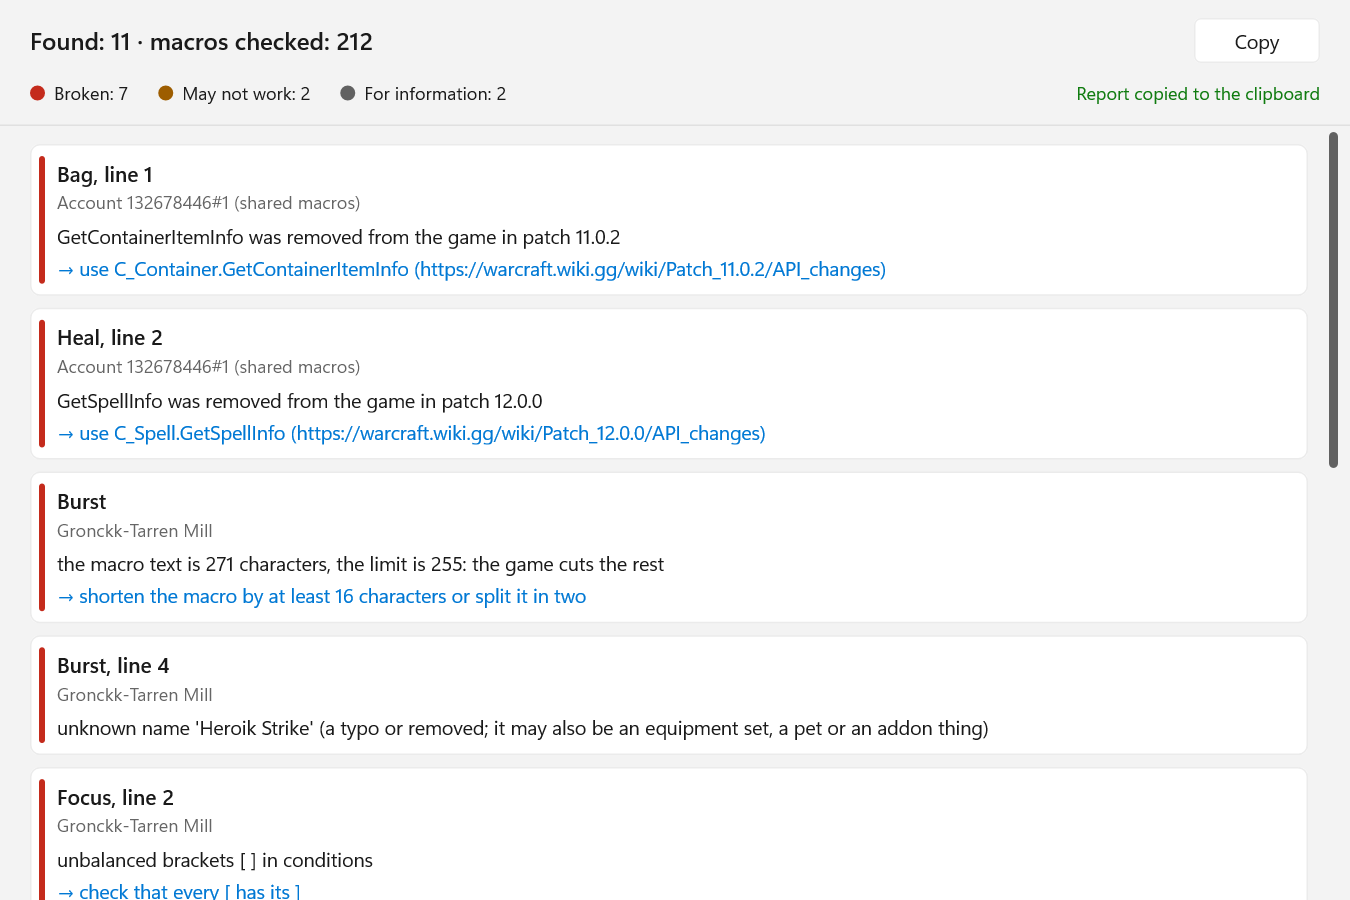 Found: 11 · macros checked: 212
Copy
Broken: 7
May not work: 2
For information: 2
Report copied to the clipboard
Bag, line 1
Account 132678446#1 (shared macros)
GetContainerItemInfo was removed from the game in patch 11.0.2
→ use C_Container.GetContainerItemInfo (https://warcraft.wiki.gg/wiki/Patch_11.0.2/API_changes)
Heal, line 2
Account 132678446#1 (shared macros)
GetSpellInfo was removed from the game in patch 12.0.0
→ use C_Spell.GetSpellInfo (https://warcraft.wiki.gg/wiki/Patch_12.0.0/API_changes)
Burst
Gronckk-Tarren Mill
the macro text is 271 characters, the limit is 255: the game cuts the rest
→ shorten the macro by at least 16 characters or split it in two
Burst, line 4
Gronckk-Tarren Mill
unknown name 'Heroik Strike' (a typo or removed; it may also be an equipment set, a pet or an addon thing)
Focus, line 2
Gronckk-Tarren Mill
unbalanced brackets [ ] in conditions
→ check that every [ has its ]